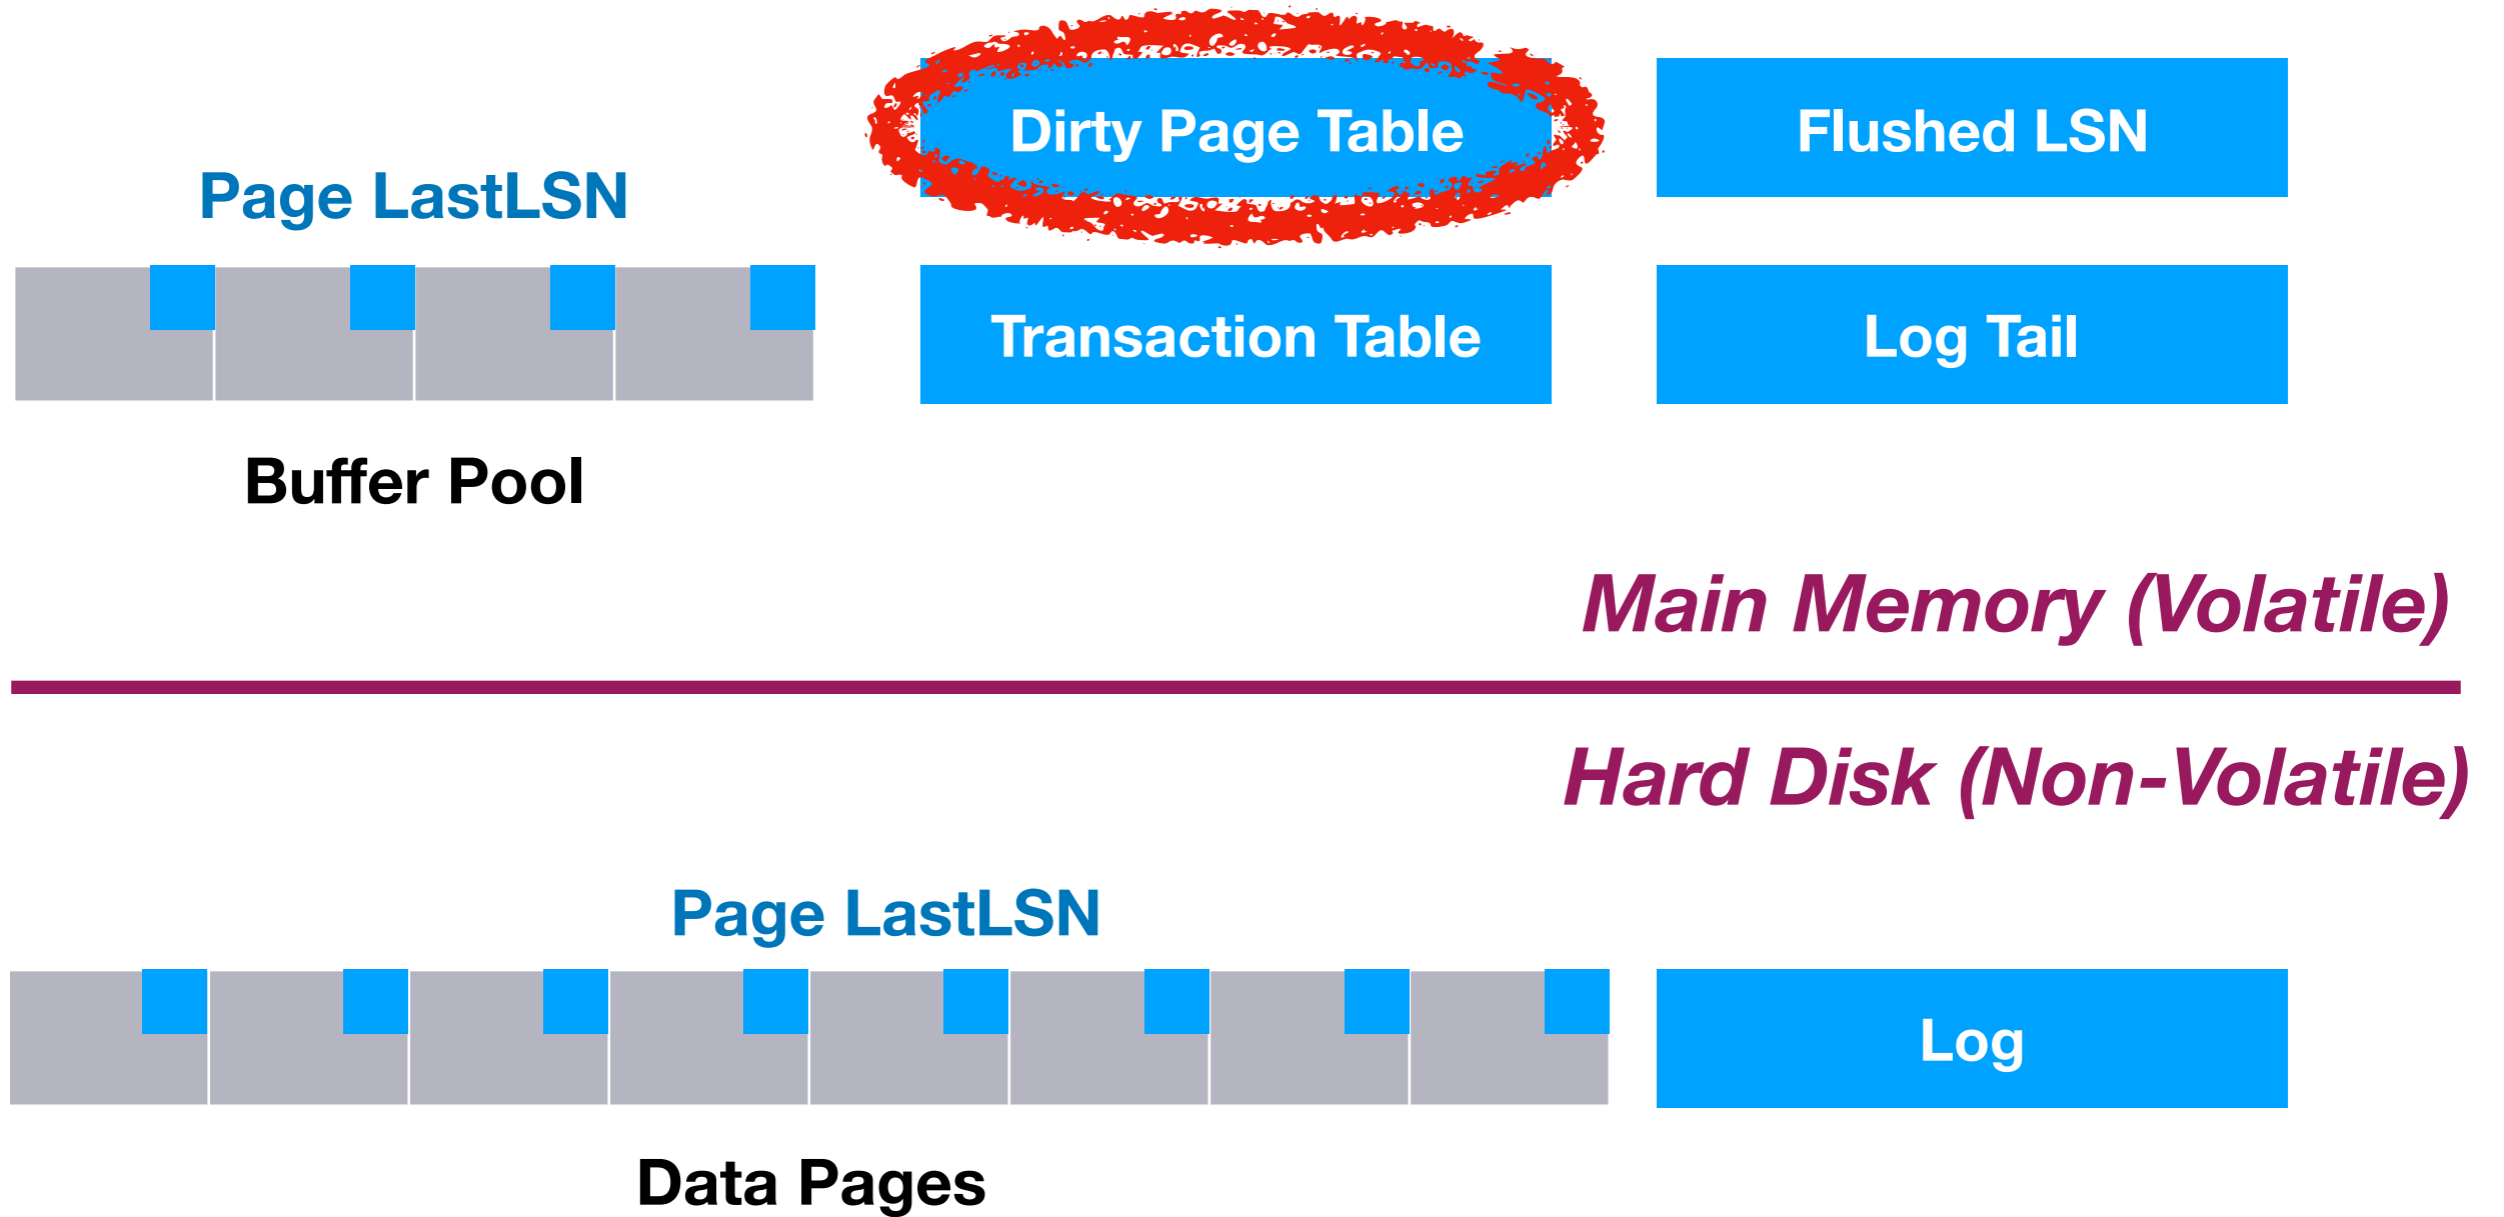 Dirty Page Table
Flushed LSN
Page LastLSN
Transaction Table
Log Tail
Buffer Pool
Main Memory (Volatile)
Hard Disk (Non-Volatile)
Page LastLSN
Log
Data Pages